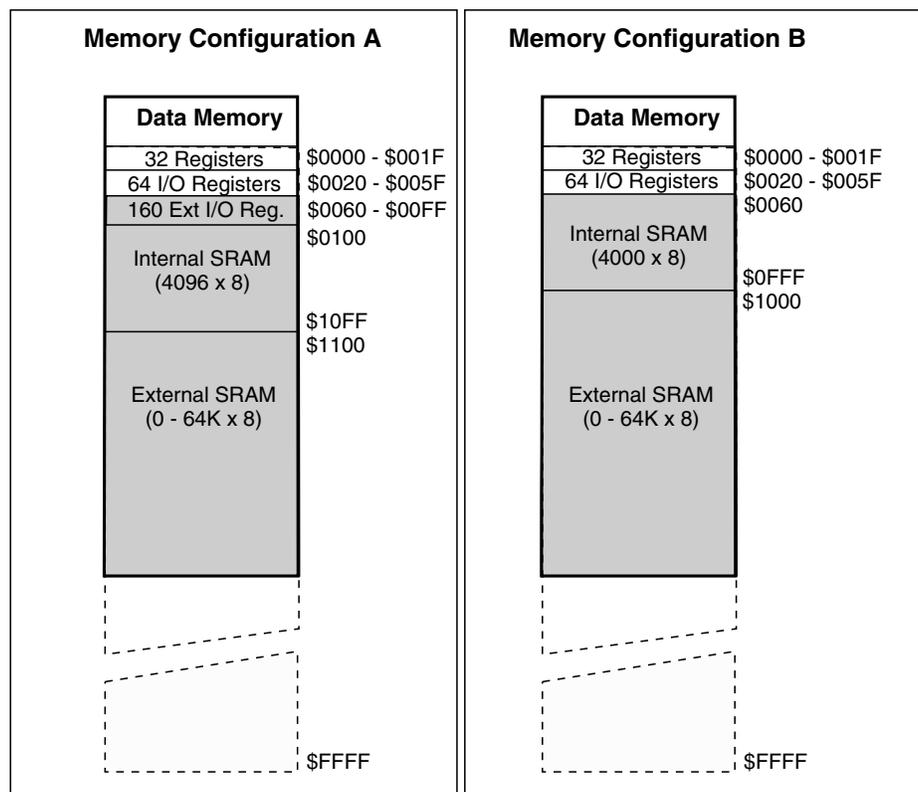 Memory Configuration A
Data Memory
32 Registers
$0000 - $001F
64 I/O Registers
$0020 - $005F
160 Ext I/O Reg.
$0060 - $00FF
$0100
Internal SRAM
(4096 x 8)
$10FF
$1100
External SRAM
(0 - 64K x 8)
$FFFF
Memory Configuration B
Data Memory
32 Registers
$0000 - $001F
64 I/O Registers
$0020 - $005F
$0060
Internal SRAM
(4000 x 8)
$0FFF
$1000
External SRAM
(0 - 64K x 8)
$FFFF